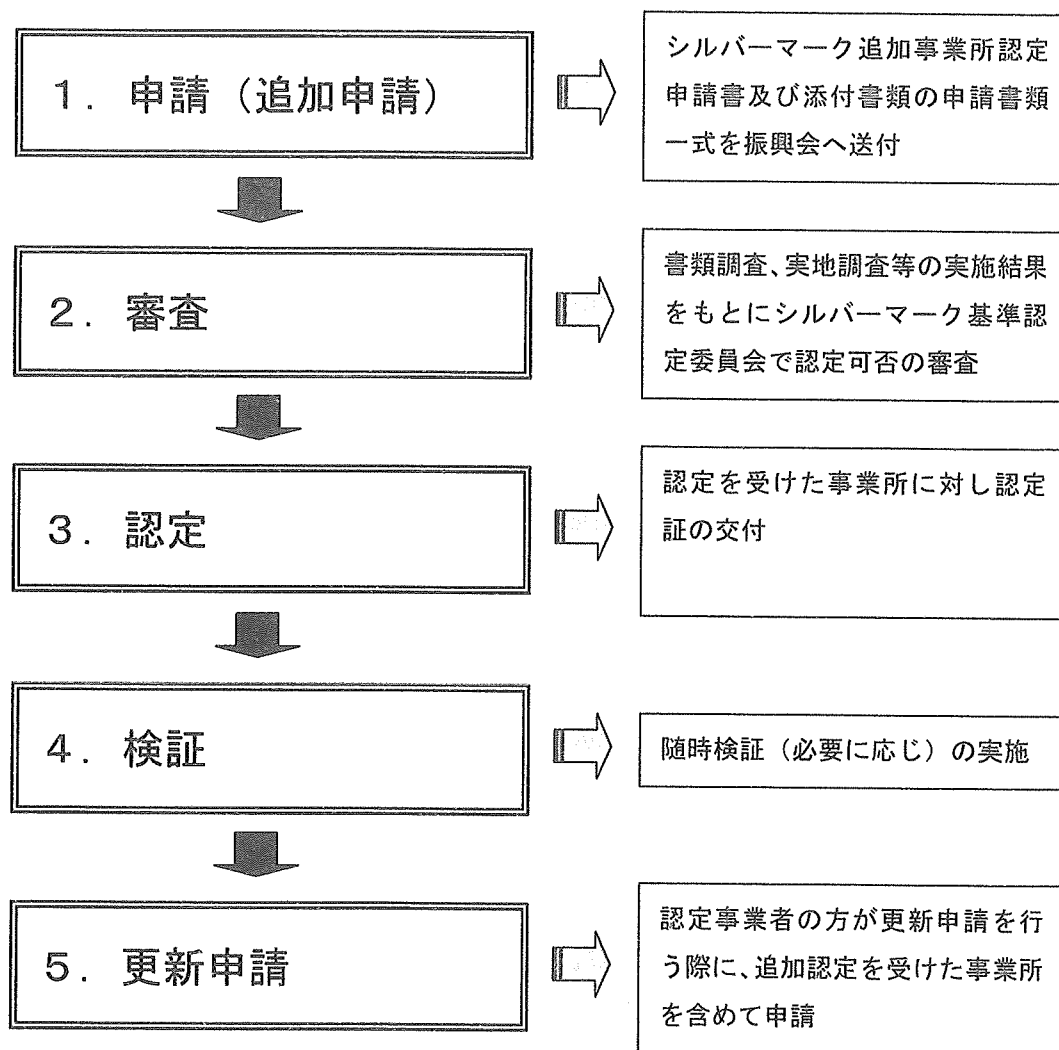 1. 申請（追加申請）
シルバーマーク追加事業所認定
申請書及び添付書類の申請書類
一式を振興会へ送付
2. 審査
書類調査、実地調査等の実施結果
をもとにシルバーマーク基準認
定委員会で認定可否の審査
3. 認定
認定を受けた事業所に対し認定
証の交付
4. 検証
随時検証（必要に応じ）の実施
5. 更新申請
認定事業者の方が更新申請を行
う際に、追加認定を受けた事業所
を含めて申請